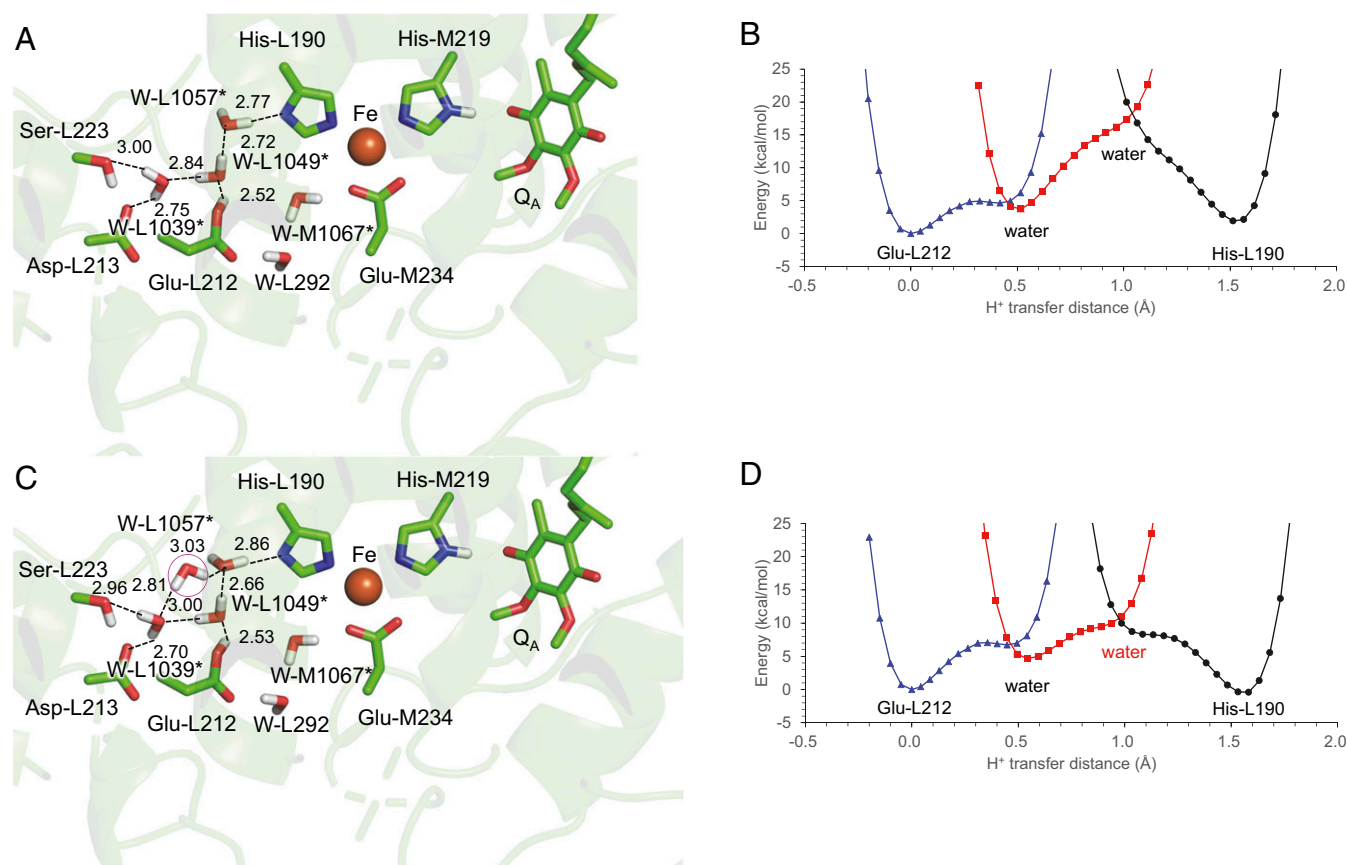 A
His-L190
His-M219
W-L1057*
2.77
Fe
Ser-L223
3.00
2.72
2.84
W-L1049*
2.52
QA
2.75
W-L1039*
W-M1067*
Asp-L213
Glu-L212
W-L292
Glu-M234
B
Energy (kcal/mol)
25
20
15
10
5
0
-5
water
Glu-L212
water
His-L190
-0.5
0.0
0.5
1.0
1.5
2.0
H+ transfer distance (Å)
C
His-L190
His-M219
W-L1057*
3.03
2.86
Fe
Ser-L223
2.96
2.81
2.66
3.00
W-L1049*
2.53
QA
2.70
W-L1039*
W-M1067*
Asp-L213
Glu-L212
W-L292
Glu-M234
D
Energy (kcal/mol)
25
20
15
10
5
0
-5
water
water
Glu-L212
His-L190
-0.5
0.0
0.5
1.0
1.5
2.0
H+ transfer distance (Å)